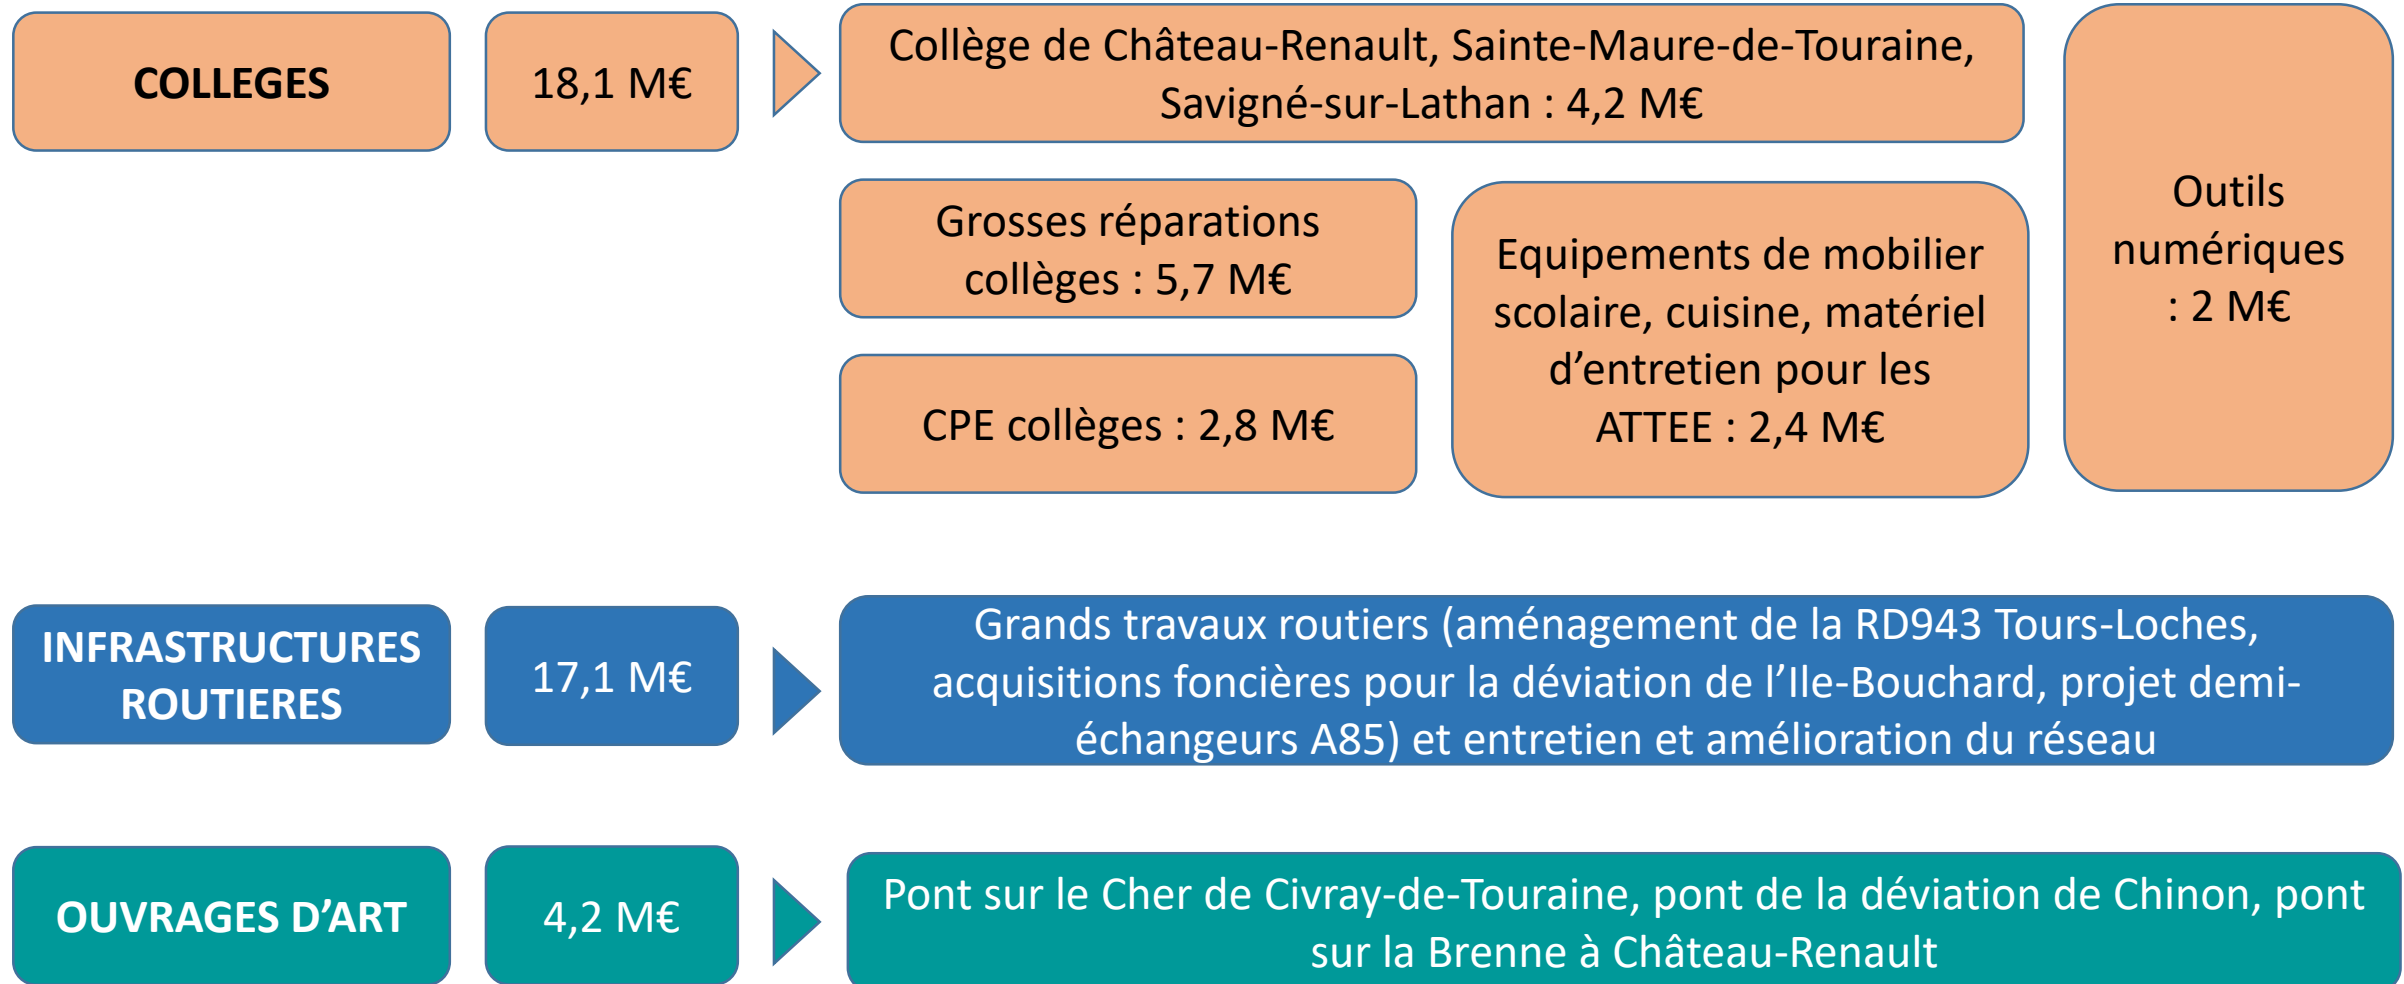 COLLEGES
18,1 M€
Collège de Château-Renault, Sainte-Maure-de-Touraine,
Savigné-sur-Lathan : 4,2 M€
Grosses réparations
collèges : 5,7 M€
CPE collèges : 2,8 M€
Equipements de mobilier
scolaire, cuisine, matériel
d’entretien pour les
ATTEE : 2,4 M€
Outils
numériques
: 2 M€
INFRASTRUCTURES
ROUTIERES
17,1 M€
Grands travaux routiers (aménagement de la RD943 Tours-Loches,
acquisitions foncières pour la déviation de l’Ile-Bouchard, projet demi-
échangeurs A85) et entretien et amélioration du réseau
OUVRAGES D’ART
4,2 M€
Pont sur le Cher de Civray-de-Touraine, pont de la déviation de Chinon, pont
sur la Brenne à Château-Renault